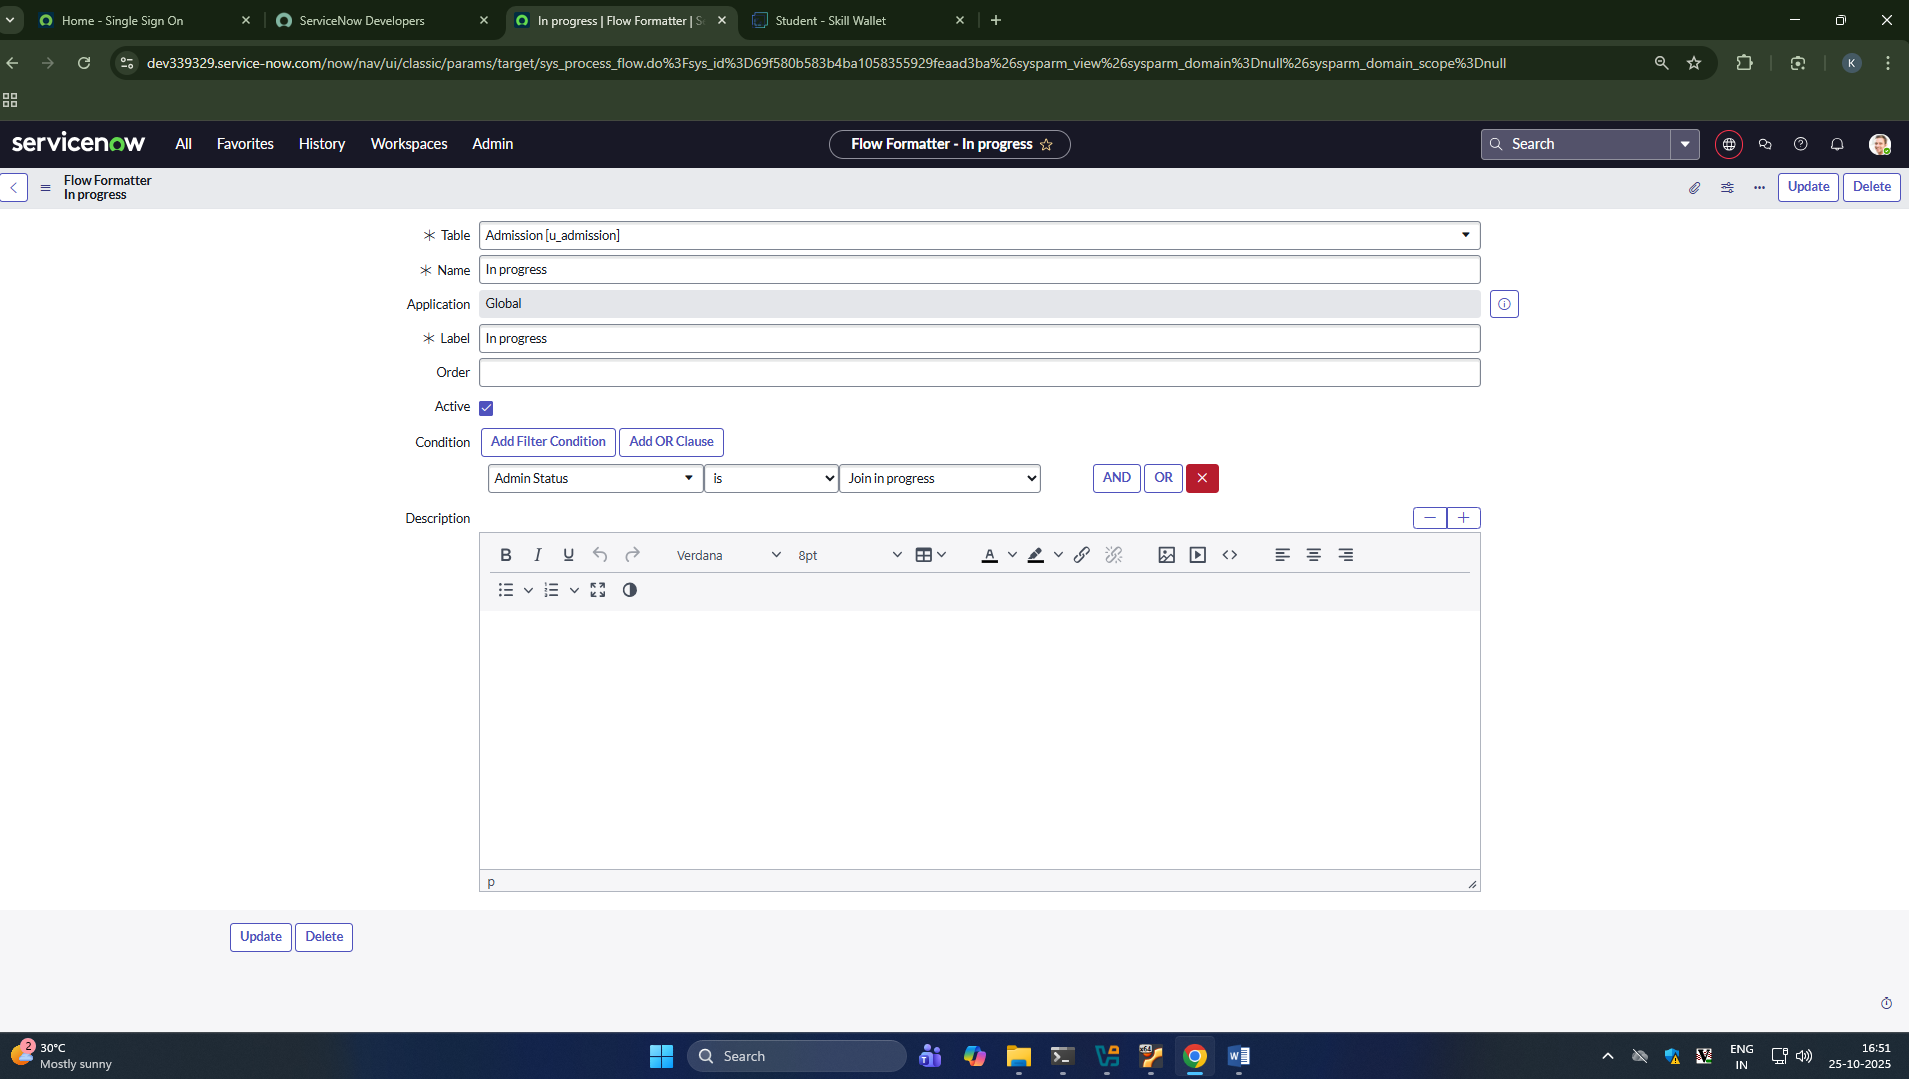 Home - Single Sign On
ServiceNow Developers
In progress | Flow Formatter | S
Student - Skill Wallet
dev339329.service-now.com/now/nav/ui/classic/params/target/sys_process_flow.do%3Fsys_id%3D69f580b583b4ba1058355929feaad3ba%26sysparm_view%26sysparm_domain%3Dnull%26sysparm_domain_scope%3Dnull
K
servicenow
All
Favorites
History
Workspaces
Admin
Flow Formatter - In progress
Search
Flow Formatter
In progress
Update
Delete
Table
Admission [u_admission]
Name
In progress
Application
Global
Label
In progress
Order
Active
Condition
Add Filter Condition
Add OR Clause
Admin Status
is
Join in progress
AND
OR
Description
B I U
Verdana
8pt
A
p
Update
Delete
2
30°C
Mostly sunny
Search
ENG
IN
16:51
25-10-2025